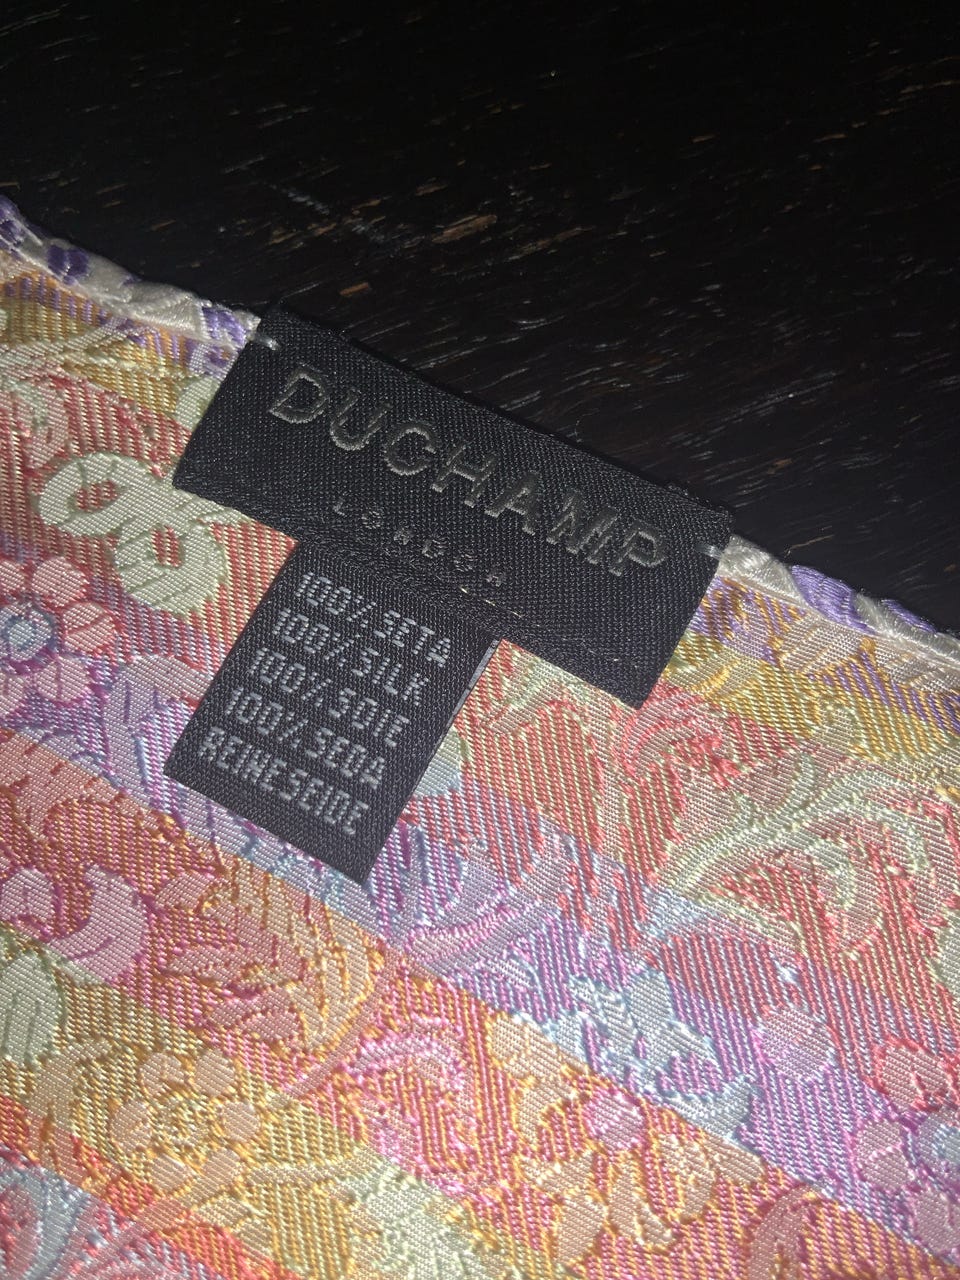 DUCHAMP
LONDON
100% SETA
100% SILK
100% SOIE
100% SEDA
REINE SEIDE